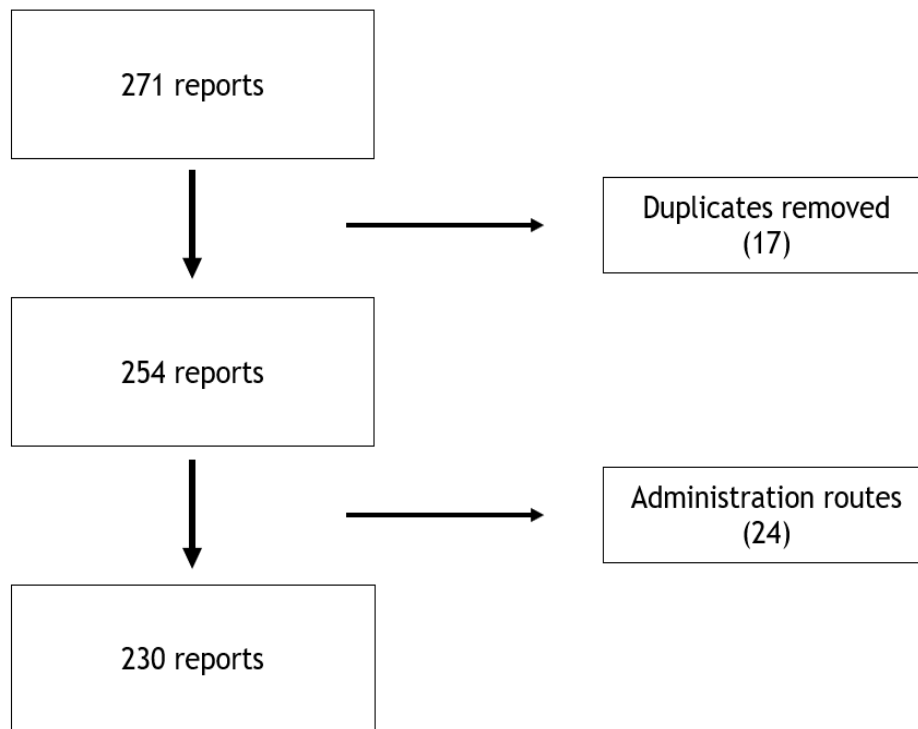 271 reports
Duplicates removed
(17)
254 reports
Administration routes
(24)
230 reports